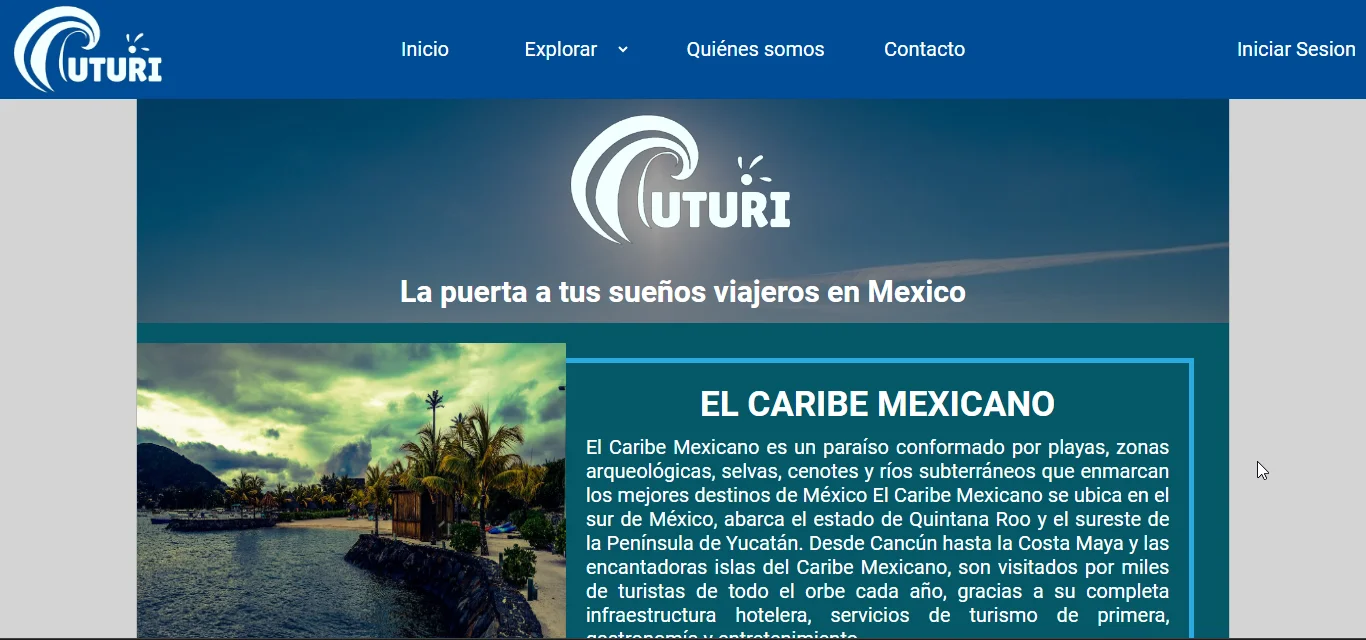 UTURI
Inicio
Explorar
Quiénes somos
Contacto
Iniciar Sesion
UTURI
La puerta a tus sueños viajeros en Mexico
EL CARIBE MEXICANO
El Caribe Mexicano es un paraíso conformado por playas, zonas
arqueológicas, selvas, cenotes y ríos subterráneos que enmarcan
los mejores destinos de México El Caribe Mexicano se ubica en el
sur de México, abarca el estado de Quintana Roo y el sureste de
la Península de Yucatán. Desde Cancún hasta la Costa Maya y las
encantadoras islas del Caribe Mexicano, son visitados por miles
de turistas de todo el orbe cada año, gracias a su completa
infraestructura hotelera, servicios de turismo de primera,
gastronomía y entretenimiento.